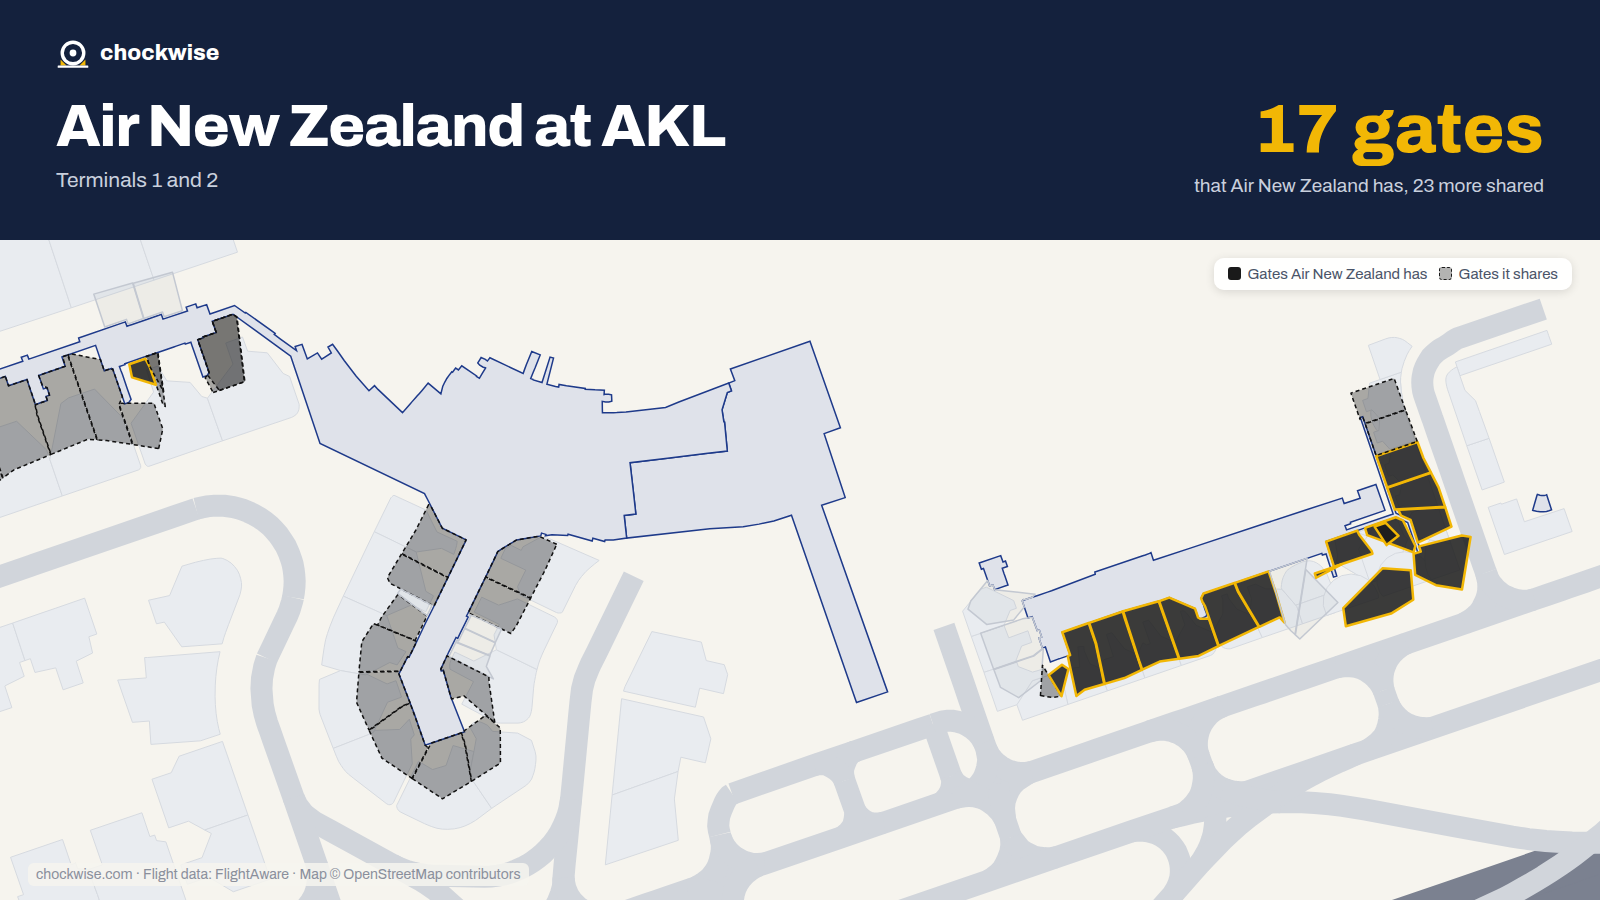 chockwise
Air New Zealand at AKL
Terminals 1 and 2
17 gates
that Air New Zealand has, 23 more shared
Gates Air New Zealand has
Gates it shares
chockwise.com · Flight data: FlightAware · Map © OpenStreetMap contributors